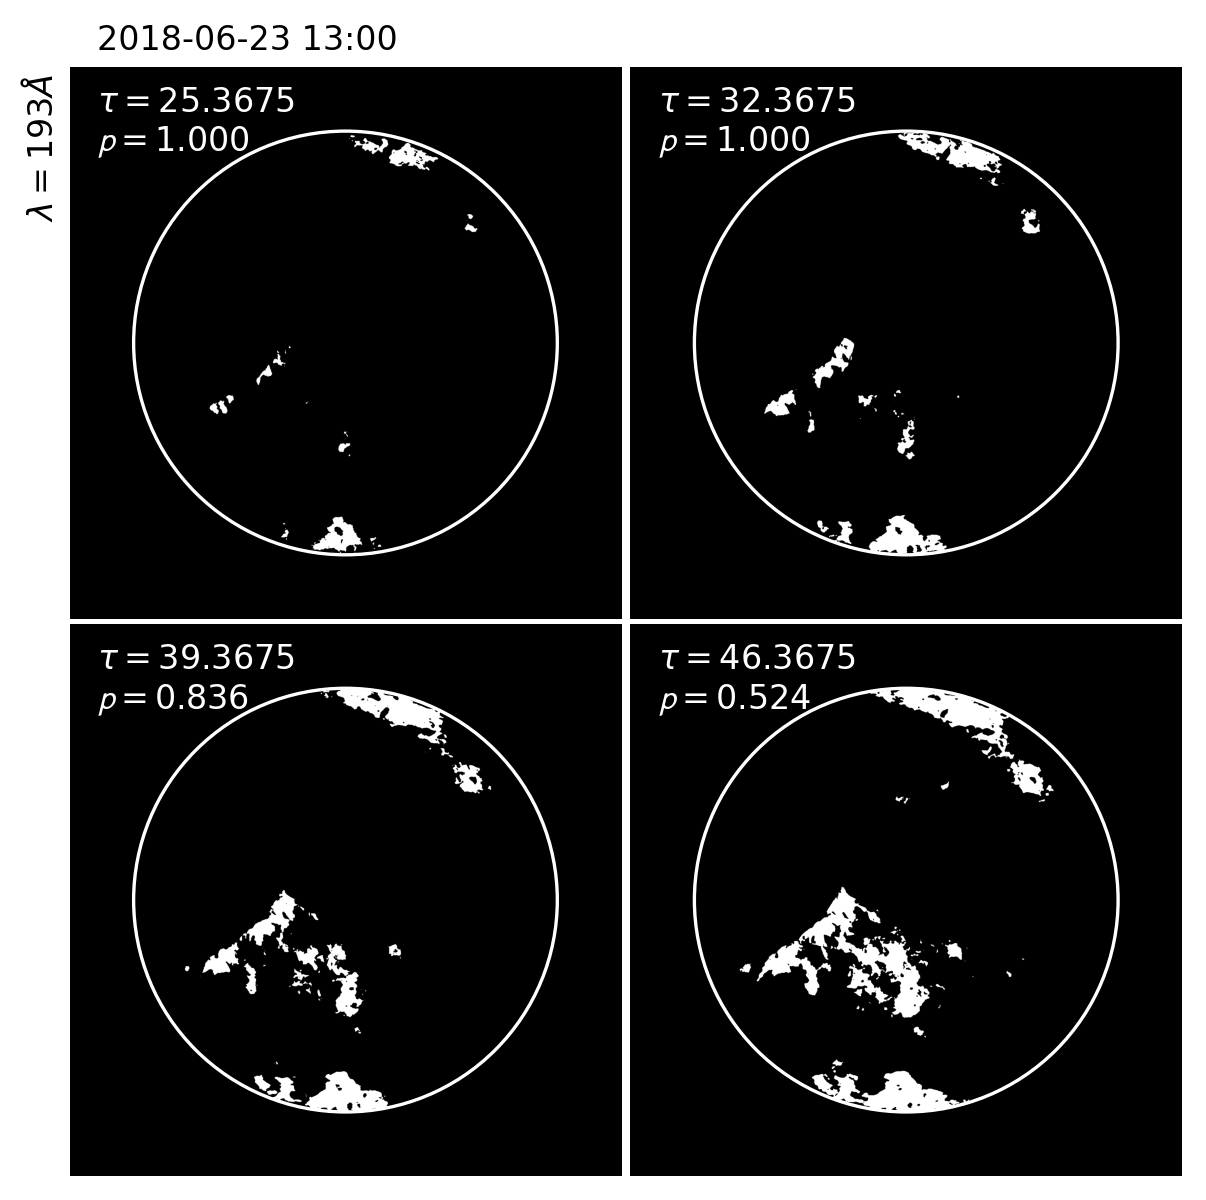 2018-06-23 13:00
λ = 193Å
τ = 25.3675
p = 1.000
τ = 32.3675
p = 1.000
τ = 39.3675
p = 0.836
τ = 46.3675
p = 0.524